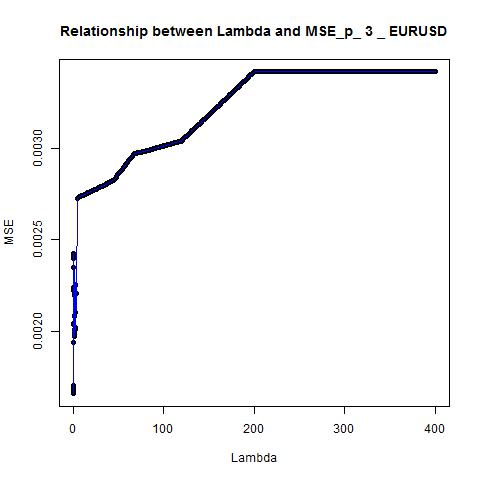 Relationship between Lambda and MSE_p_ 3 _ EURUSD
MSE
0.0030
0.0025
0.0020
0 100 200 300 400
Lambda